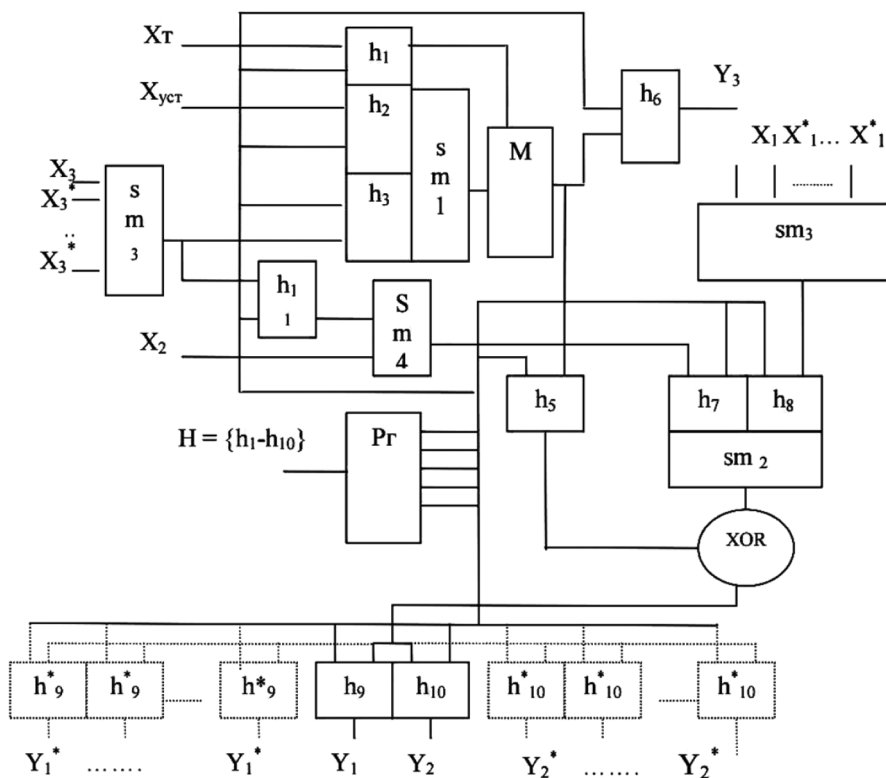 Xт
h₁
Y₃
Xуст
h₂
h₆
s
m
1
M
X₁ X*₁... X*₁
X₃
X₃*
..
X₃*
s
m
3
h₃
sm₃
h₁
1
S
m
4
X₂
h₅
h₇
h₈
H = {h₁-h₁₀}
Рг
sm ₂
XOR
h*₉
h*₉
h*₉
h₉
h₁₀
h*₁₀
h*₁₀
h*₁₀
Y₁* ....... Y₁* Y₁ Y₂ Y₂* ....... Y₂*